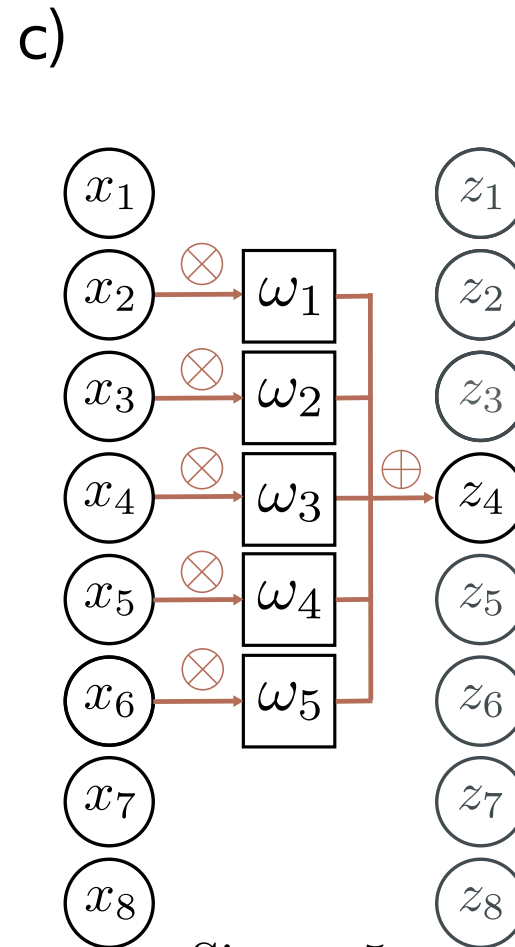 c)
x₁ z₁
x₂ ⊗ ω₁ z₂
x₃ ⊗ ω₂ z₃
x₄ ⊗ ω₃ ⊕ z₄
x₅ ⊗ ω₄ z₅
x₆ ⊗ ω₅ z₆
x₇ z₇
x₈ z₈